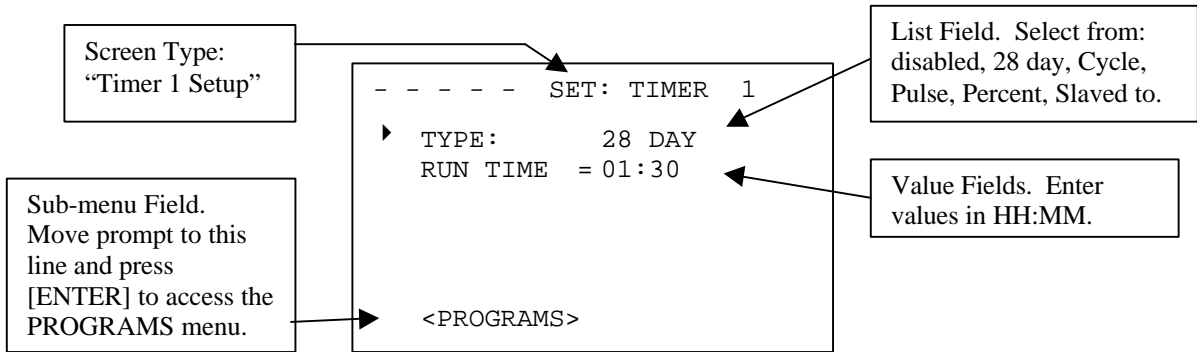 Screen Type:
“Timer 1 Setup”
List Field.  Select from:
disabled, 28 day, Cycle,
Pulse, Percent, Slaved to.
- - - - -  SET: TIMER  1
TYPE:  28 DAY
RUN TIME  = 01:30
Value Fields.  Enter
values in HH:MM.
Sub-menu Field.
Move prompt to this
line and press
[ENTER] to access the
PROGRAMS menu.
<PROGRAMS>